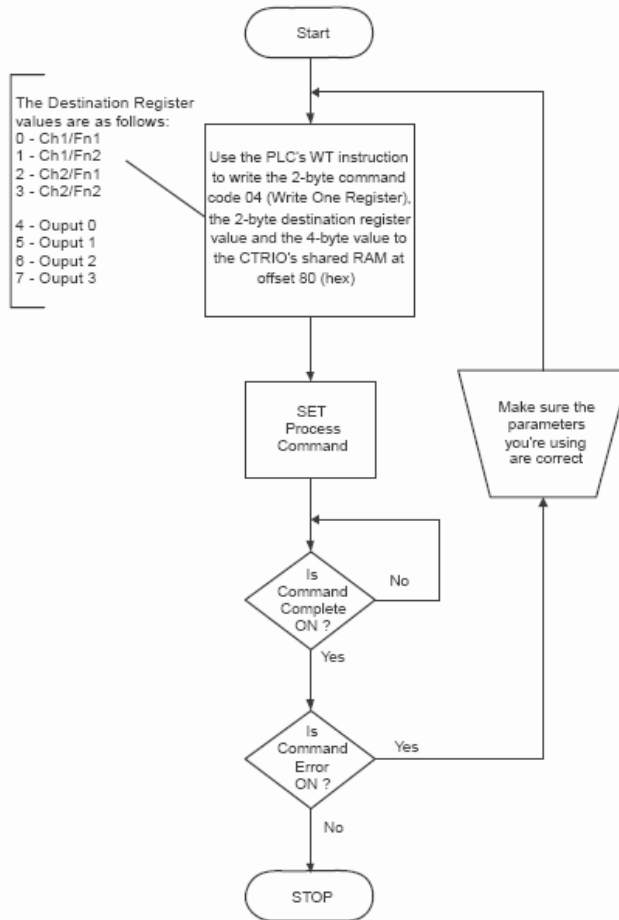 Start
The Destination Register
values are as follows:
0 - Ch1/Fn1
1 - Ch1/Fn2
2 - Ch2/Fn1
3 - Ch2/Fn2
4 - Ouput 0
5 - Ouput 1
6 - Ouput 2
7 - Ouput 3
Use the PLC's WT instruction
to write the 2-byte command
code 04 (Write One Register),
the 2-byte destination register
value and the 4-byte value to
the CTRIO's shared RAM at
offset 80 (hex)
SET
Process
Command
Make sure the
parameters
you're using
are correct
Is
Command
Complete
ON ?
No
Yes
Is
Command
Error
ON ?
Yes
No
STOP